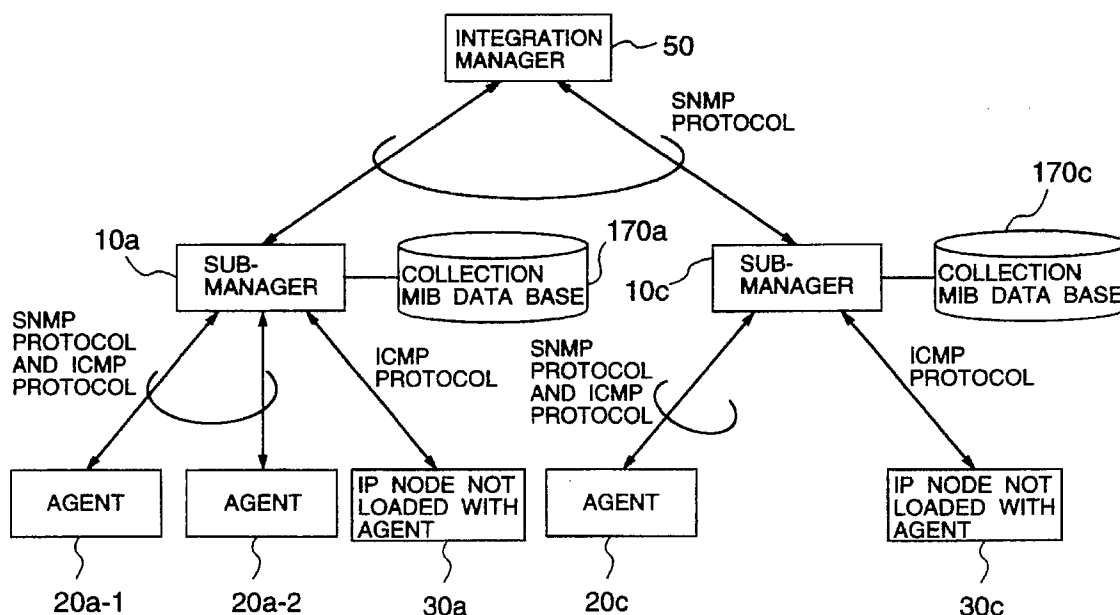 INTEGRATION
MANAGER
50
SNMP
PROTOCOL
170c
10a
170a
SUB-
MANAGER
COLLECTION
MIB DATA BASE
10c
SUB-
MANAGER
COLLECTION
MIB DATA BASE
SNMP
PROTOCOL
AND ICMP
PROTOCOL
ICMP
PROTOCOL
SNMP
PROTOCOL
AND ICMP
PROTOCOL
ICMP
PROTOCOL
AGENT
AGENT
IP NODE NOT
LOADED WITH
AGENT
AGENT
IP NODE NOT
LOADED WITH
AGENT
20a-1
20a-2
30a
20c
30c